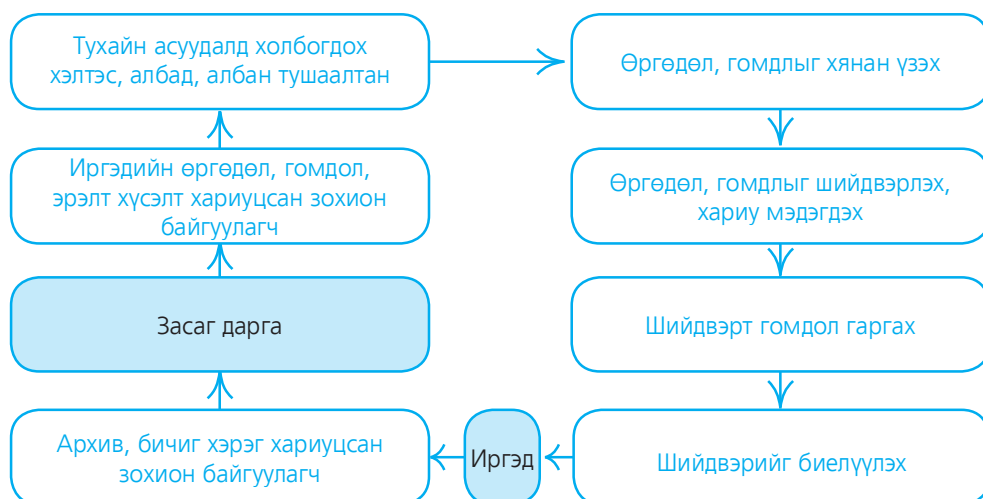 Тухайн асуудалд холбогдох
хэлтэс, албад, албан тушаалтан
Өргөдөл, гомдлыг хянан үзэх
Иргэдийн өргөдөл, гомдол,
эрэлт хүсэлт хариуцсан зохион
байгуулагч
Өргөдөл, гомдлыг шийдвэрлэх,
хариу мэдэгдэх
Засаг дарга
Шийдвэрт гомдол гаргах
Архив, бичиг хэрэг хариуцсан
зохион байгуулагч
Иргэд
Шийдвэрийг биелүүлэх